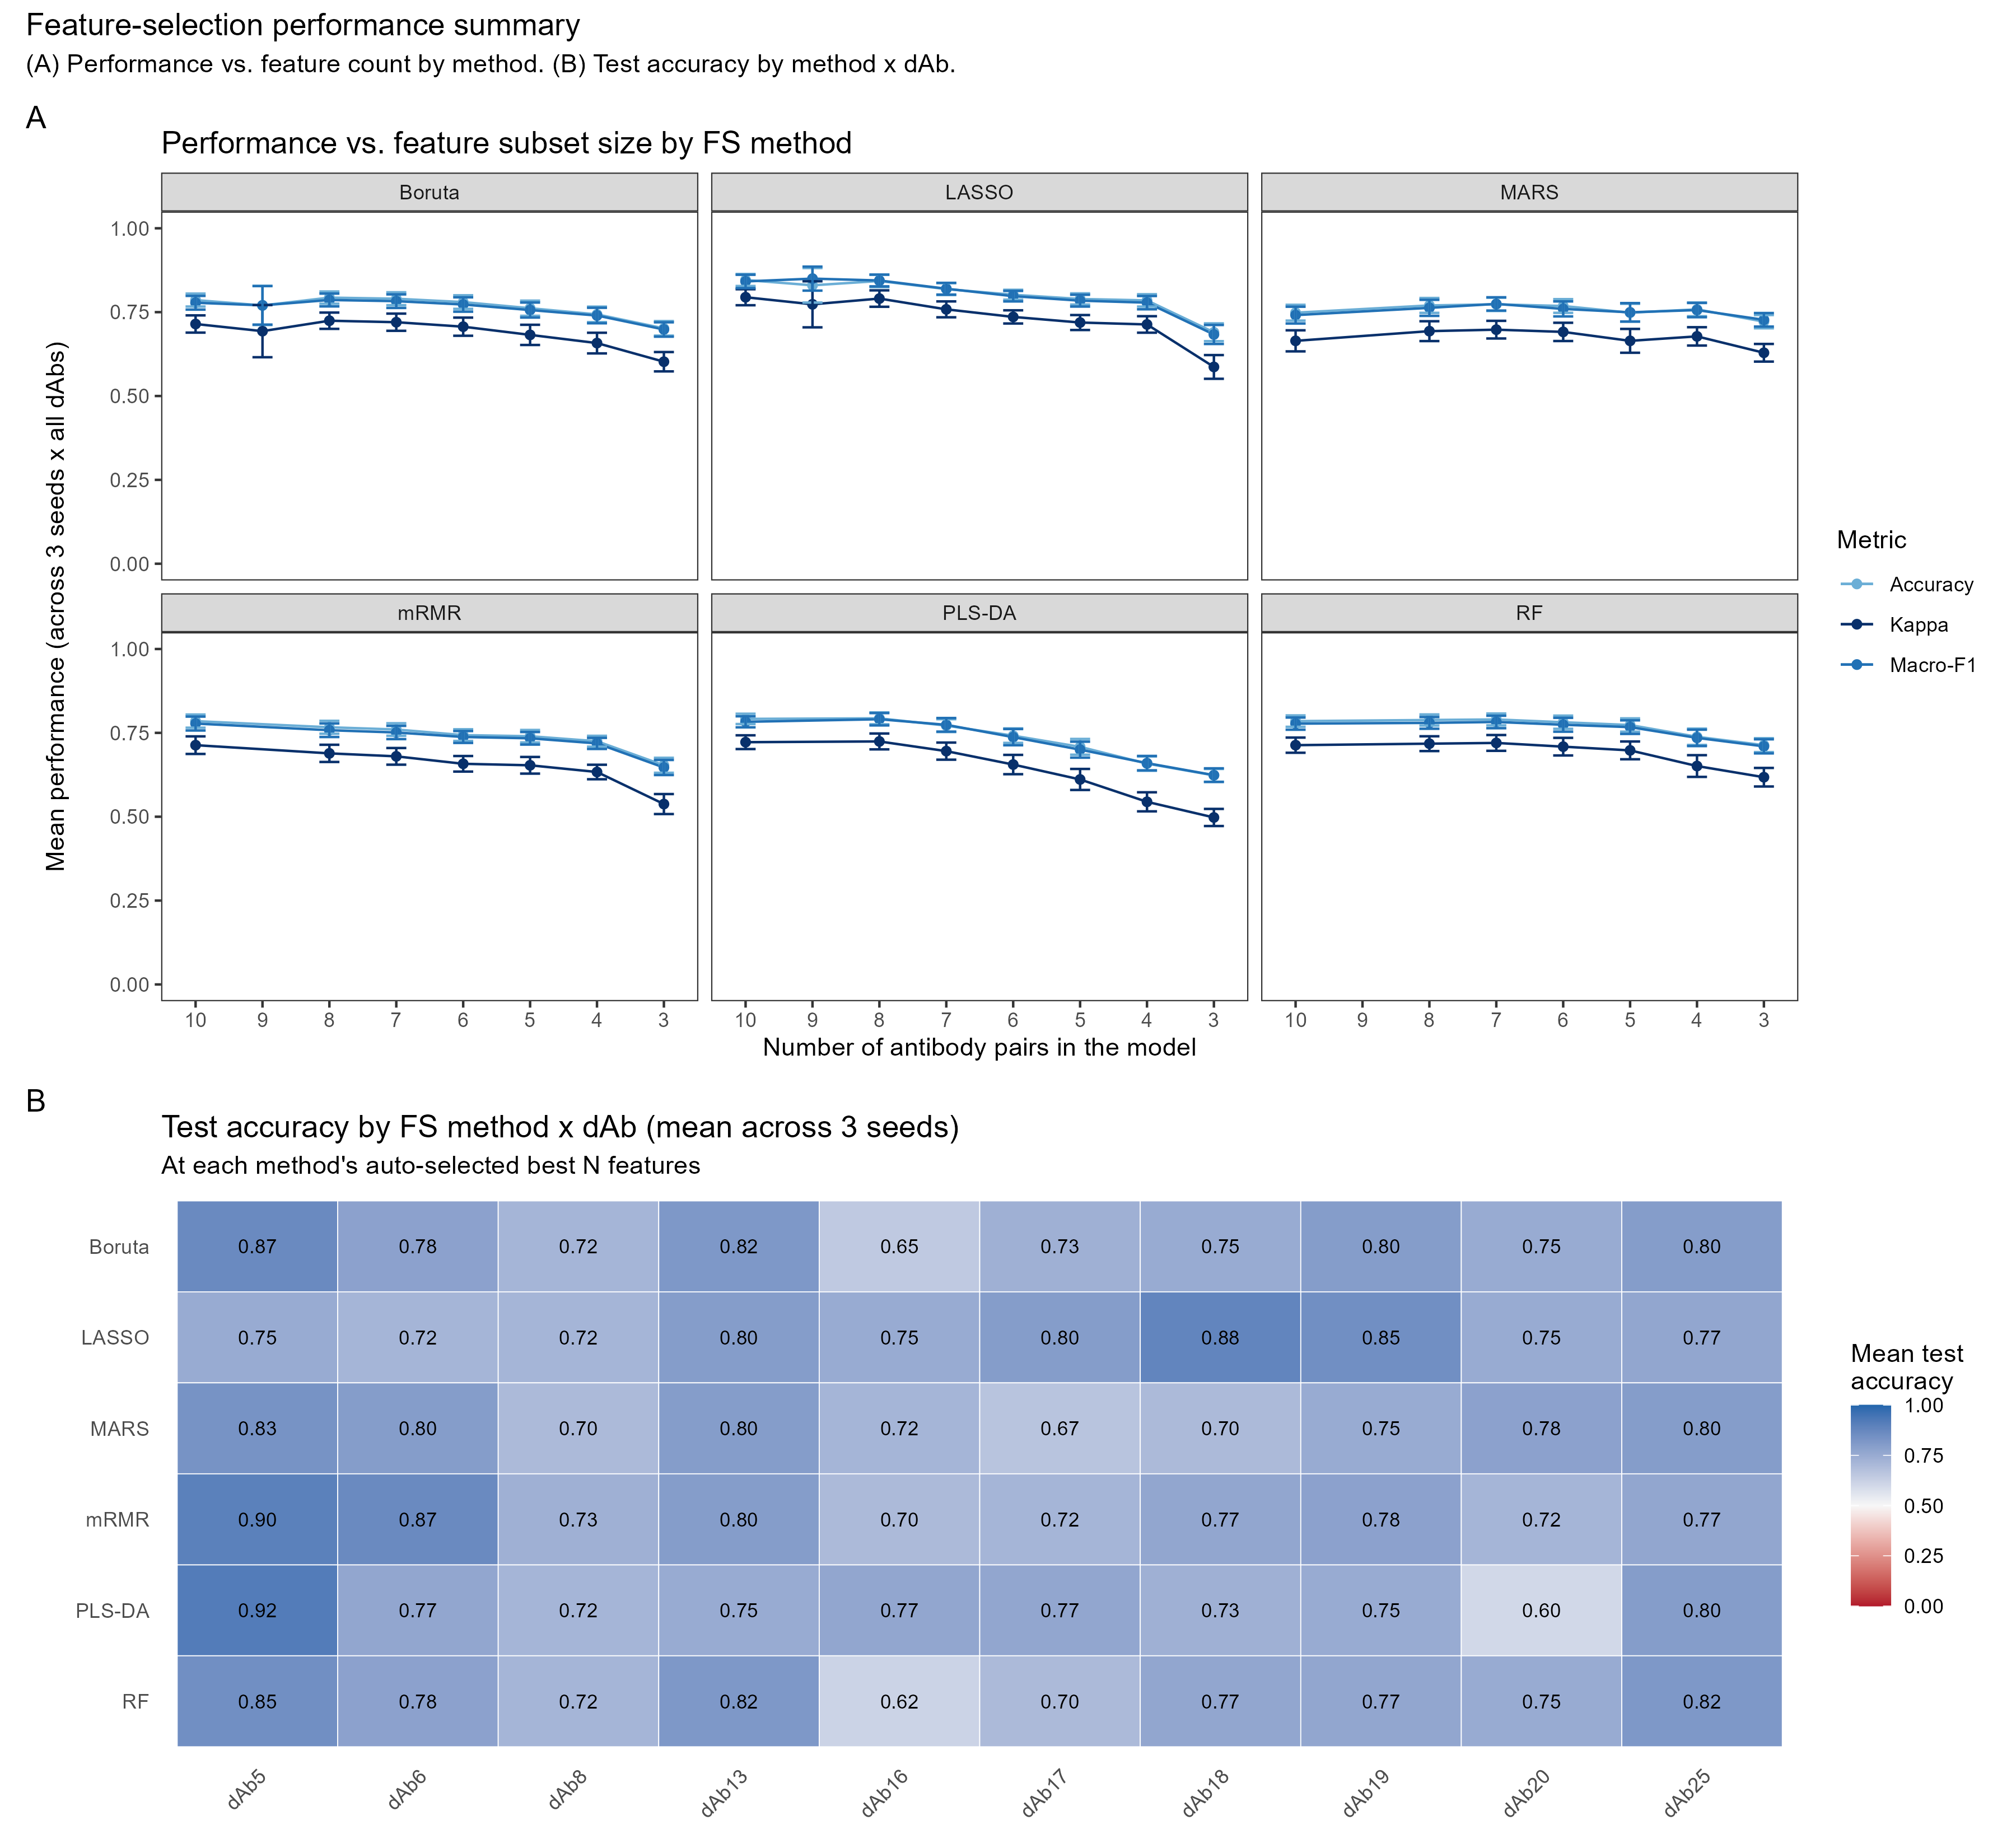 Feature-selection performance summary
(A) Performance vs. feature count by method. (B) Test accuracy by method x dAb.
A
Performance vs. feature subset size by FS method
Boruta LASSO MARS
1.00
0.75
0.50
0.25
0.00
mRMR PLS-DA RF
1.00
0.75
0.50
0.25
0.00
10 9 8 7 6 5 4 3 10 9 8 7 6 5 4 3 10 9 8 7 6 5 4 3
Number of antibody pairs in the model
Mean performance (across 3 seeds x all dAbs)
Metric
Accuracy
Kappa
Macro-F1
B
Test accuracy by FS method x dAb (mean across 3 seeds)
At each method's auto-selected best N features
Boruta 0.87 0.78 0.72 0.82 0.65 0.73 0.75 0.80 0.75 0.80
LASSO 0.75 0.72 0.72 0.80 0.75 0.80 0.88 0.85 0.75 0.77
MARS 0.83 0.80 0.70 0.80 0.72 0.67 0.70 0.75 0.78 0.80
mRMR 0.90 0.87 0.73 0.80 0.70 0.72 0.77 0.78 0.72 0.77
PLS-DA 0.92 0.77 0.72 0.75 0.77 0.77 0.73 0.75 0.60 0.80
RF 0.85 0.78 0.72 0.82 0.62 0.70 0.77 0.77 0.75 0.82
dAb5 dAb6 dAb8 dAb13 dAb16 dAb17 dAb18 dAb19 dAb20 dAb25
Mean test
accuracy
1.00
0.75
0.50
0.25
0.00